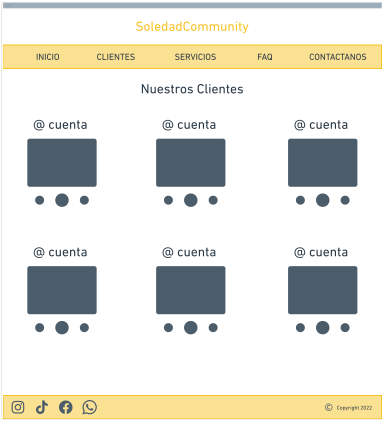 SoledadCommunity
INICIO CLIENTES SERVICIOS FAQ CONTACTANOS
Nuestros Clientes
@ cuenta @ cuenta @ cuenta
@ cuenta @ cuenta @ cuenta
© Copyright 2022